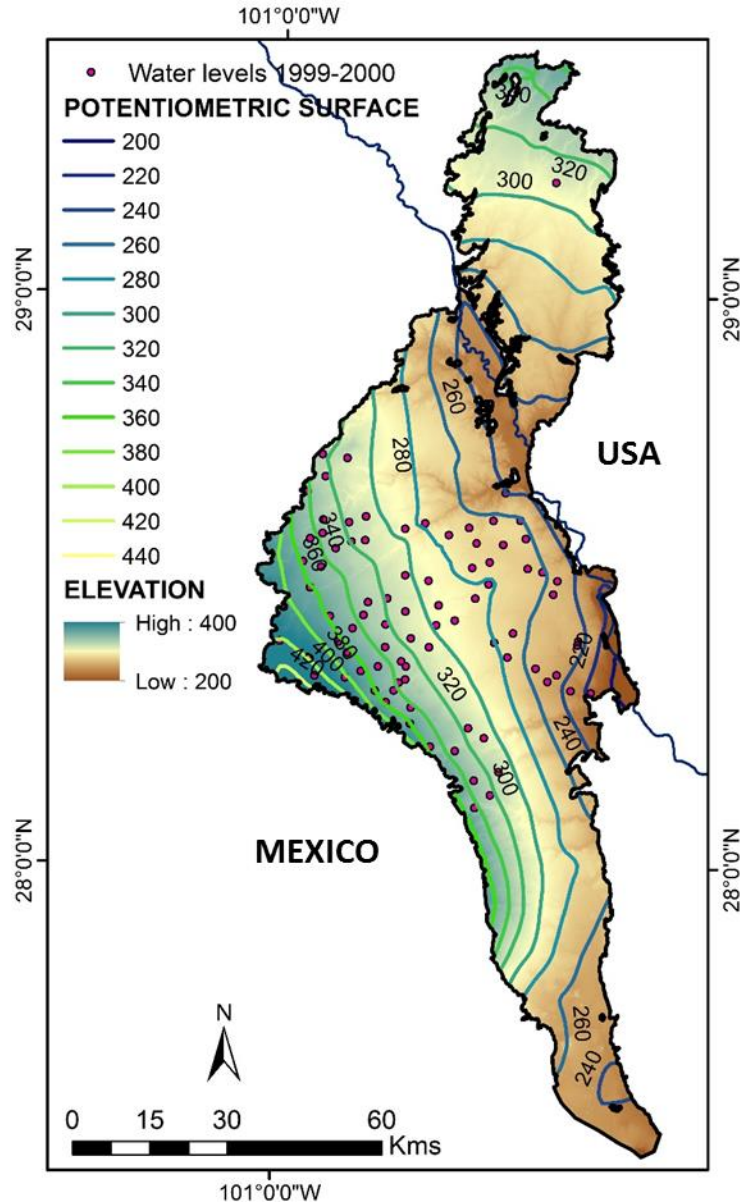 101°0'0"W
Water levels 1999-2000
POTENTIOMETRIC SURFACE
200
220
240
260
280
300
320
340
360
380
400
420
440
ELEVATION
High : 400
Low : 200
29°0'0"N
29°0'0"N
28°0'0"N
28°0'0"N
340
320
300
260
280
USA
340
360
380
400
420
320
220
240
300
MEXICO
260
240
N
0 15 30 60
Kms
101°0'0"W